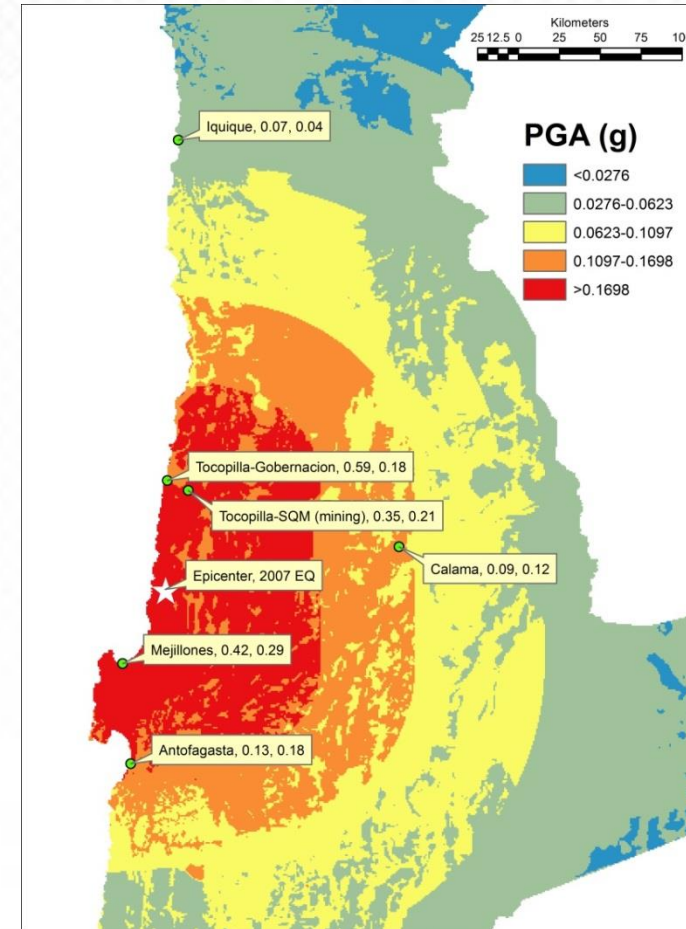 Kilometers
25 12.5 0 25 50 75 10
Iquique, 0.07, 0.04
PGA (g)
<0.0276
0.0276-0.0623
0.0623-0.1097
0.1097-0.1698
>0.1698
Tocopilla-Gobernacion, 0.59, 0.18
Tocopilla-SQM (mining), 0.35, 0.21
Calama, 0.09, 0.12
Epicenter, 2007 EQ
Mejillones, 0.42, 0.29
Antofagasta, 0.13, 0.18